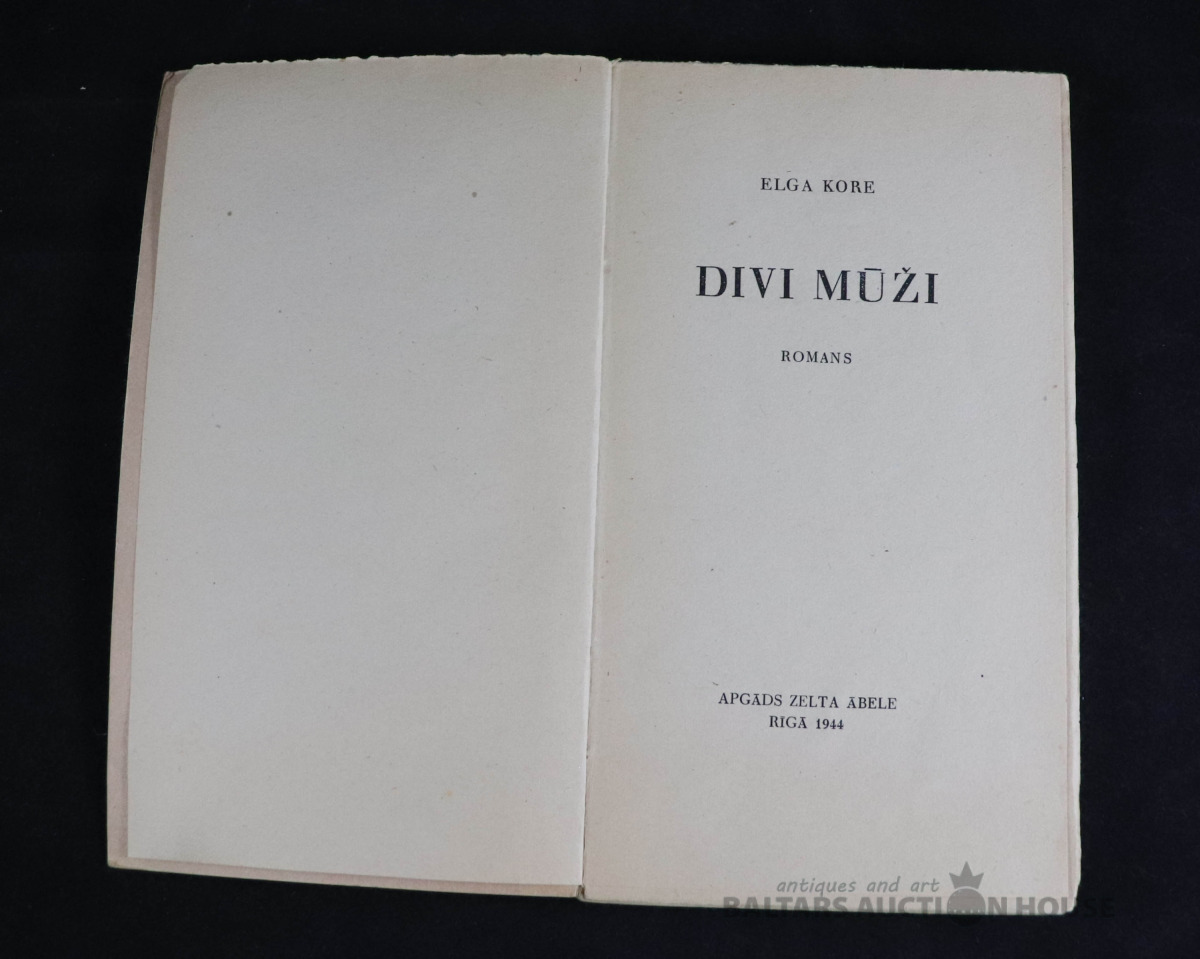 ELGA KORE
DIVI MŪŽI
ROMANS
APGĀDS ZELTA ĀBELE
RĪGĀ 1944
antiques and art
BALTARS AUCTION HOUSE